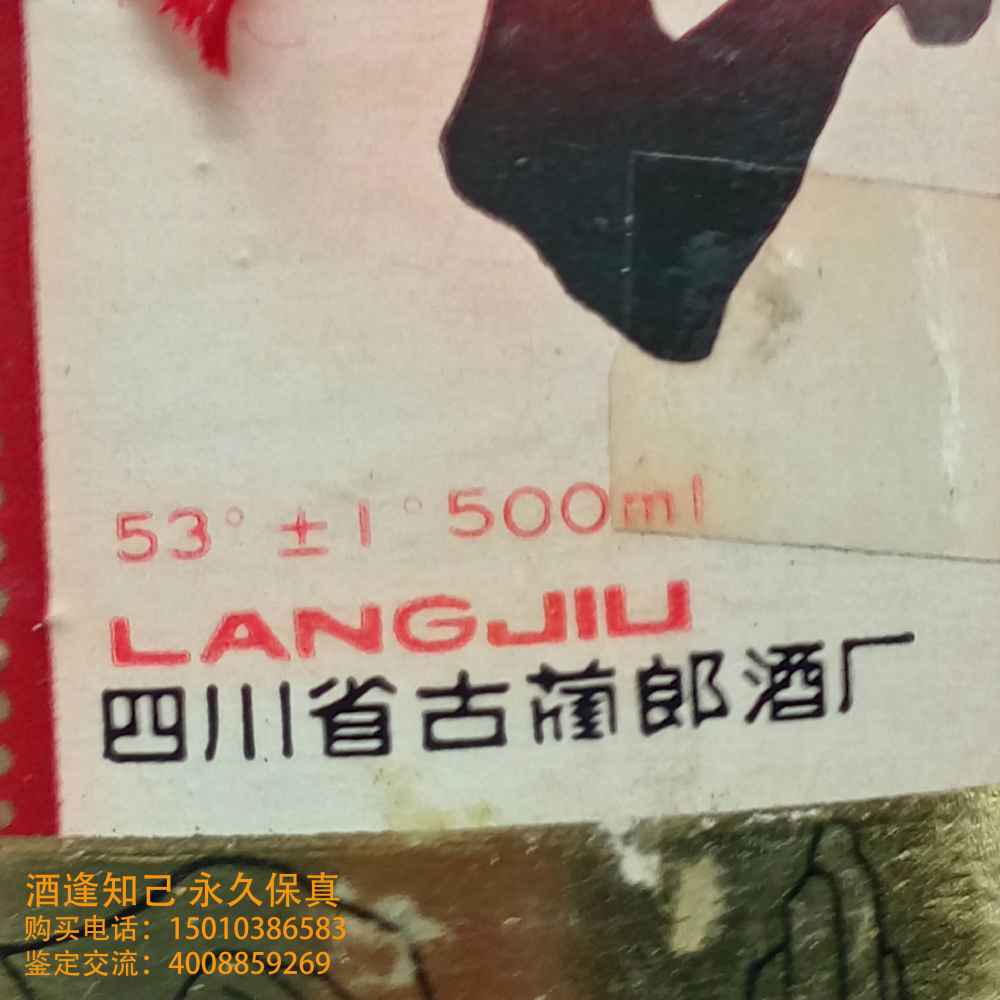 53°±1°500ml
LANGJIU
四川省古蔺郎酒厂
酒逢知己·永久保真
购买电话：15010386583
鉴定交流：4008859269